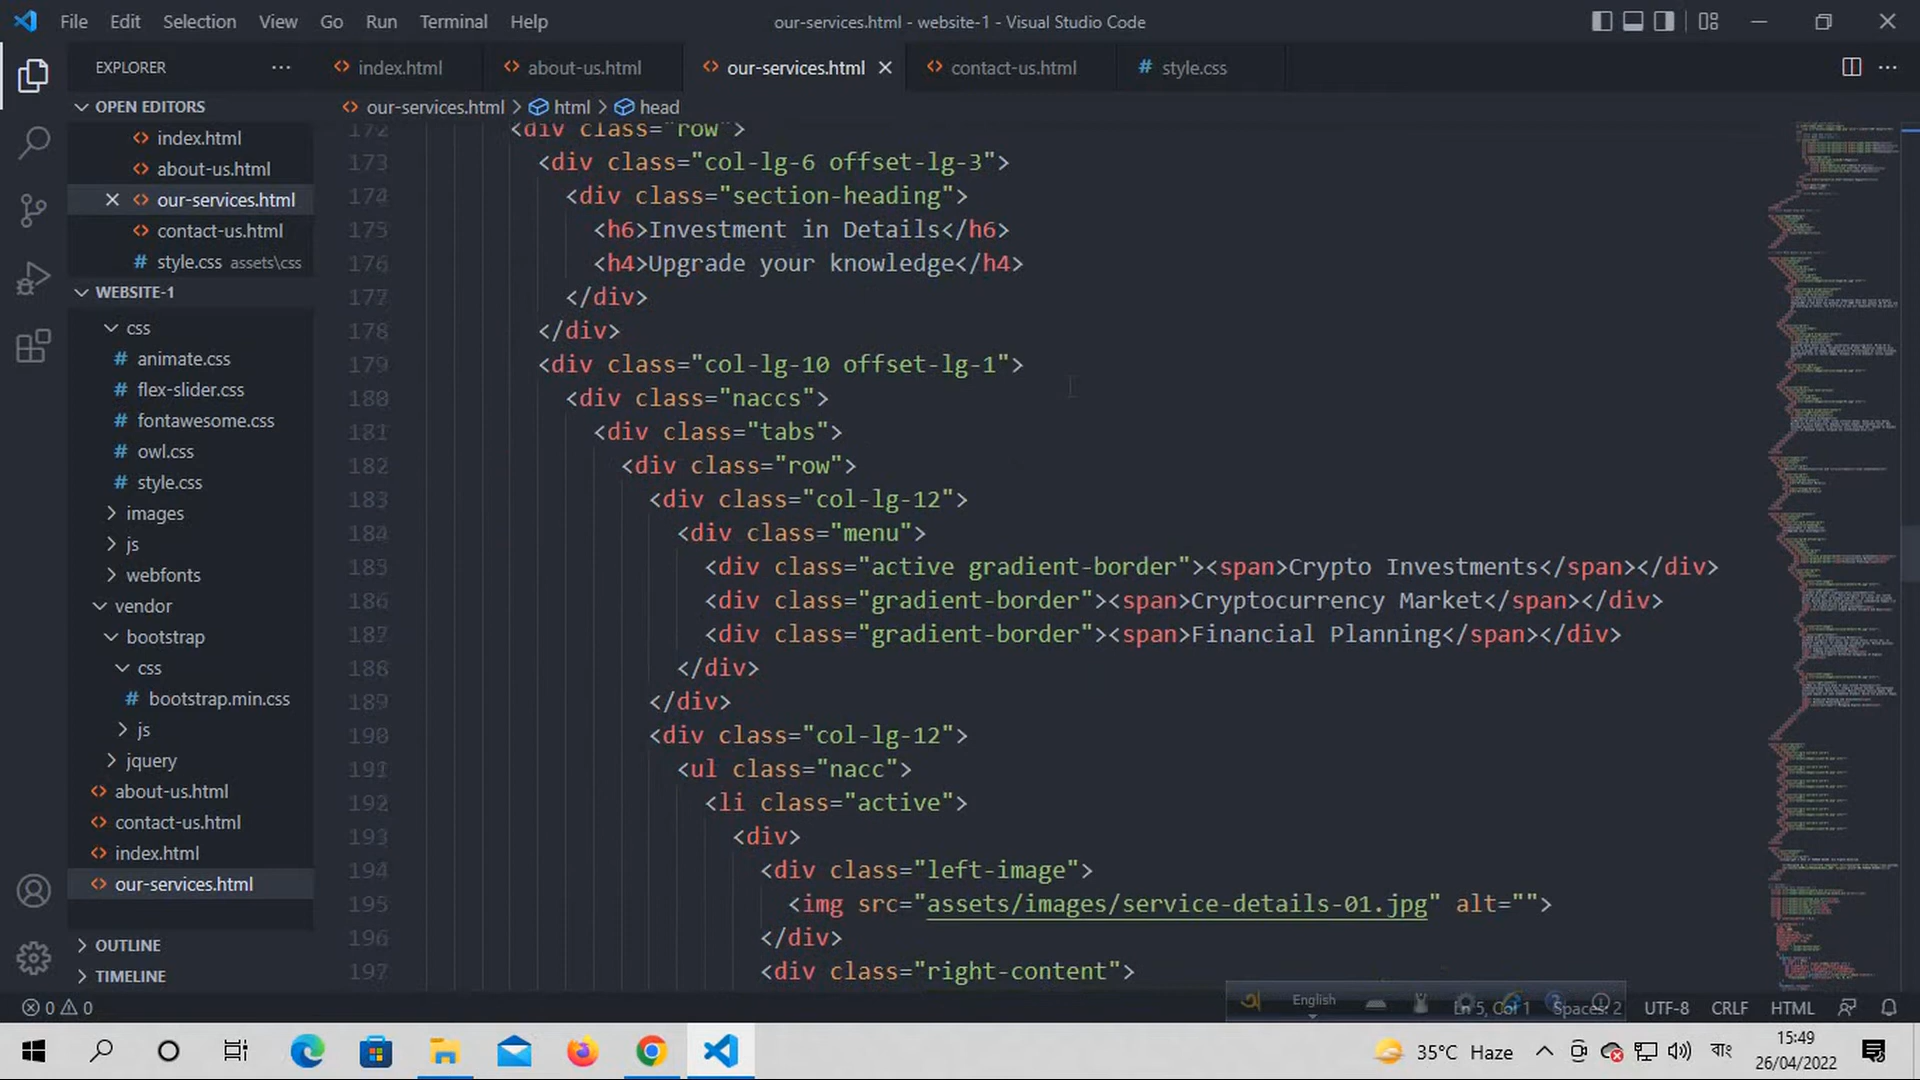 File Edit Selection View Go Run Terminal Help our-services.html - website-1 - Visual Studio Code
EXPLORER ··· index.html about-us.html our-services.html contact-us.html # style.css ···
OPEN EDITORS our-services.html > html > head
index.html
about-us.html
our-services.html
contact-us.html
# style.css assets\css
WEBSITE-1
css
# animate.css
# flex-slider.css
# fontawesome.css
# owl.css
# style.css
images
js
webfonts
vendor
bootstrap
css
# bootstrap.min.css
js
jquery
about-us.html
contact-us.html
index.html
our-services.html
OUTLINE
TIMELINE
172 <div class="row">
173 <div class="col-lg-6 offset-lg-3">
174 <div class="section-heading">
175 <h6>Investment in Details</h6>
176 <h4>Upgrade your knowledge</h4>
177 </div>
178 </div>
179 <div class="col-lg-10 offset-lg-1">
180 <div class="naccs">
181 <div class="tabs">
182 <div class="row">
183 <div class="col-lg-12">
184 <div class="menu">
185 <div class="active gradient-border"><span>Crypto Investments</span></div>
186 <div class="gradient-border"><span>Cryptocurrency Market</span></div>
187 <div class="gradient-border"><span>Financial Planning</span></div>
188 </div>
189 </div>
190 <div class="col-lg-12">
191 <ul class="nacc">
192 <li class="active">
193 <div>
194 <div class="left-image">
195 <img src="assets/images/service-details-01.jpg" alt="">
196 </div>
197 <div class="right-content">
0 0 English Ln 5, Col 1 Spaces: 2 UTF-8 CRLF HTML
35°C Haze বাং 15:49
26/04/2022